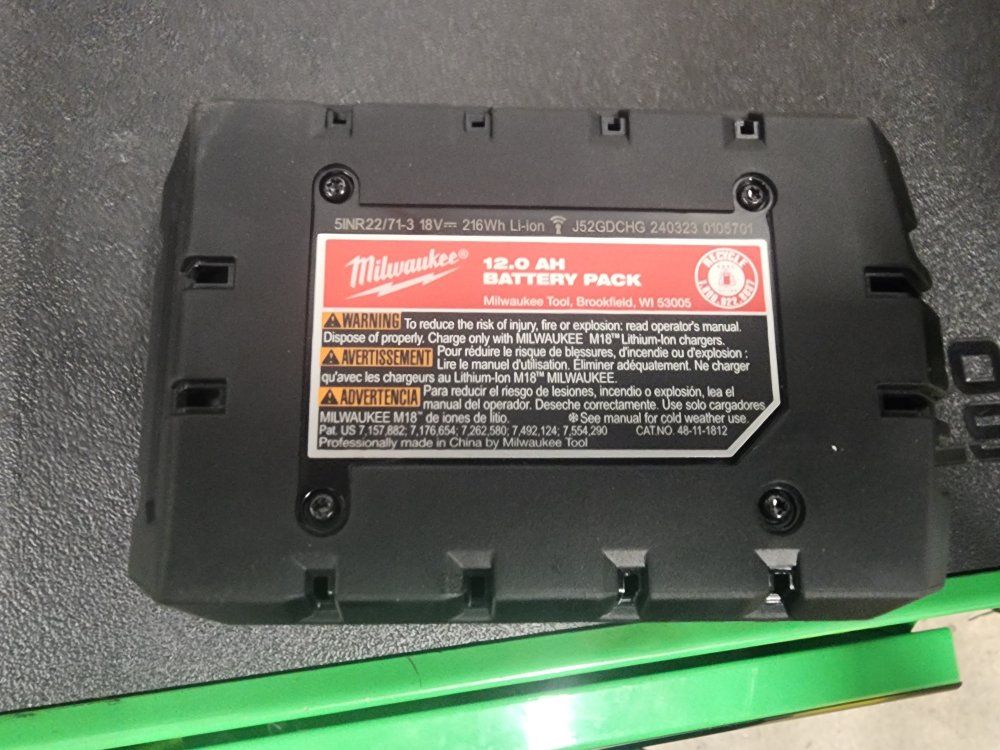 5INR22/71-3 18V⎓ 216Wh Li-ion J52GDCHG 240323 0105701
Milwaukee® 12.0 AH
BATTERY PACK
Milwaukee Tool, Brookfield, WI 53005
RECYCLE
1.800.822.8837
⚠ WARNING To reduce the risk of injury, fire or explosion: read operator's manual.
Dispose of properly. Charge only with MILWAUKEE M18™ Lithium-Ion chargers.
⚠ AVERTISSEMENT Pour réduire le risque de blessures, d'incendie ou d'explosion :
Lire le manuel d'utilisation. Éliminer adéquatement. Ne charger
qu'avec les chargeurs au Lithium-Ion M18™ MILWAUKEE.
⚠ ADVERTENCIA Para reducir el riesgo de lesiones, incendio o explosión, lea el
manual del operador. Deseche correctamente. Use solo cargadores
MILWAUKEE M18™ de iones de litio. ❄ See manual for cold weather use.
Pat. US 7,157,882; 7,176,654; 7,262,580; 7,492,124; 7,554,290 CAT.NO. 48-11-1812
Professionally made in China by Milwaukee Tool